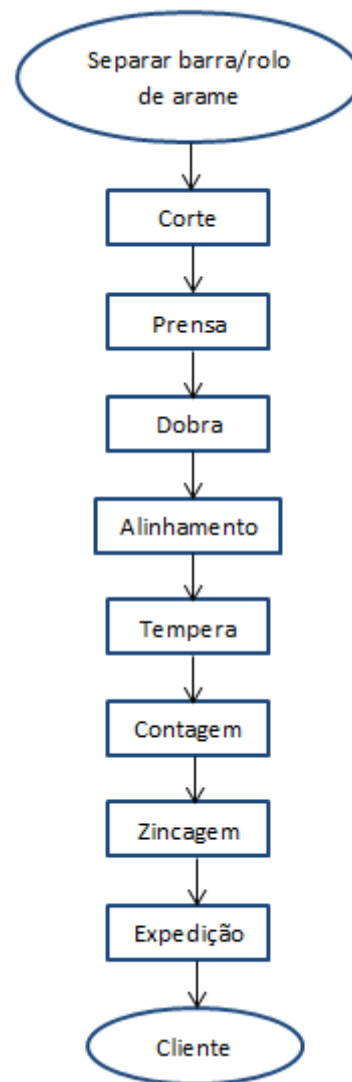 Separar barra/rolo
de arame
Corte
Prensa
Dobra
Alinhamento
Tempera
Contagem
Zincagem
Expedição
Cliente